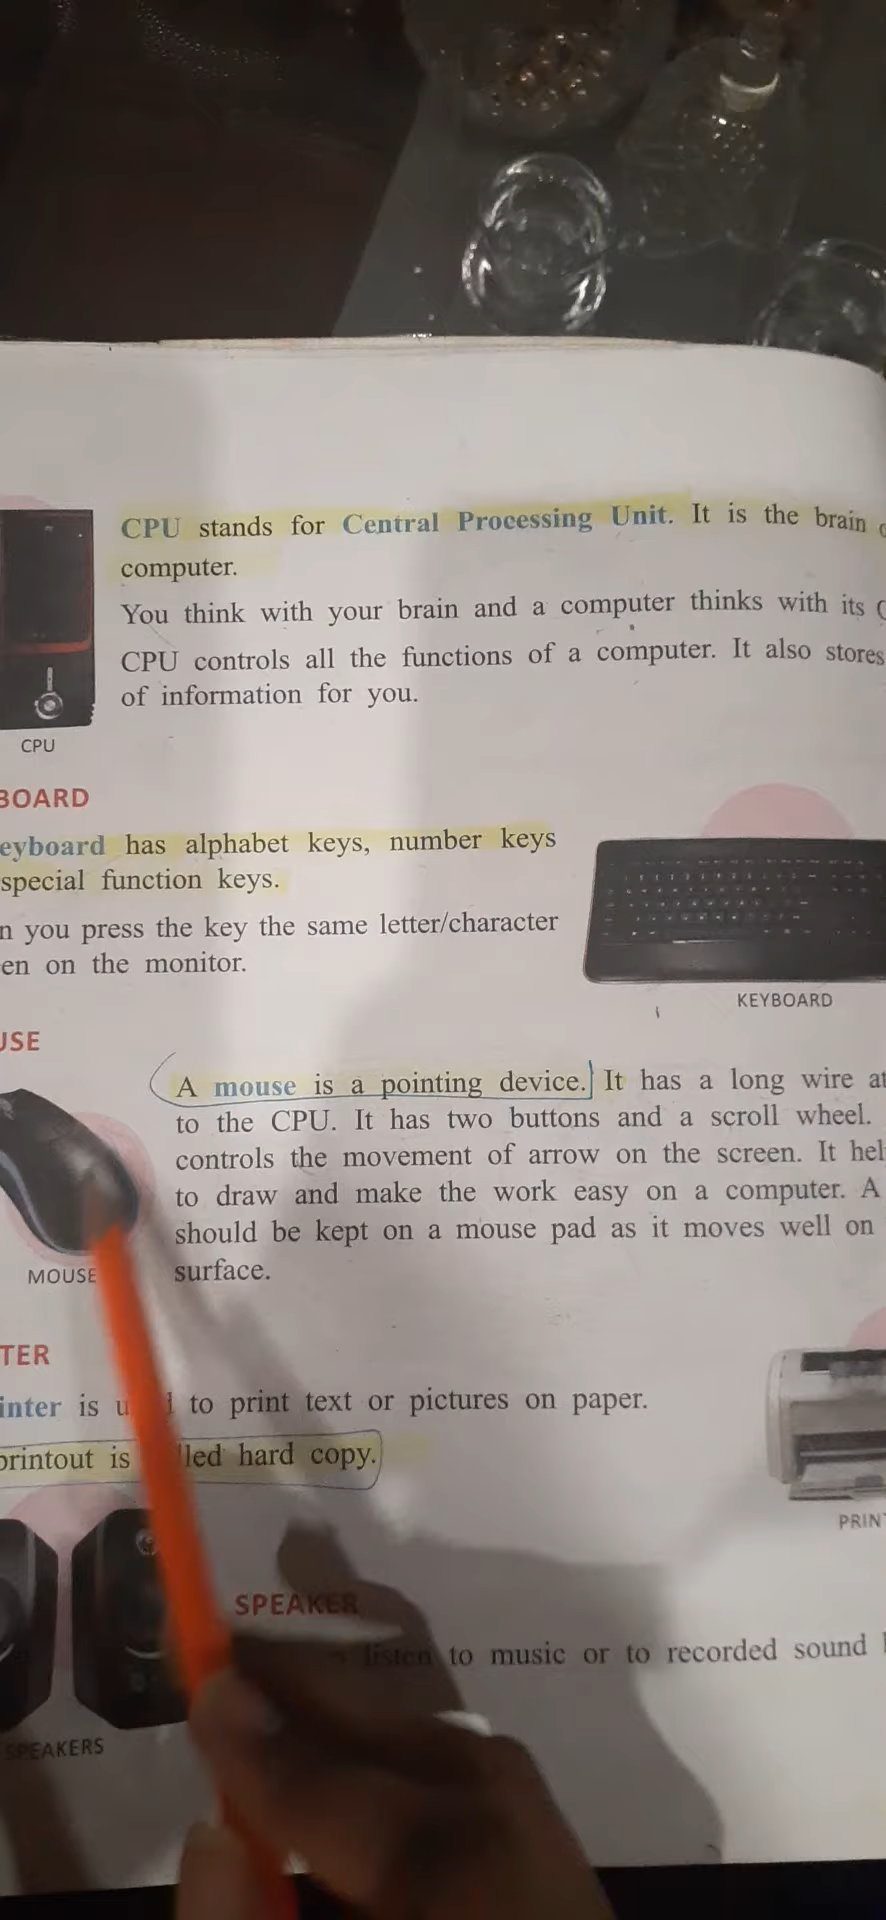 CPU stands for Central Processing Unit. It is the brain
computer.
You think with your brain and a computer thinks with its
CPU controls all the functions of a computer. It also stores
of information for you.
CPU
BOARD
eyboard has alphabet keys, number keys
special function keys.
n you press the key the same letter/character
en on the monitor.
KEYBOARD
USE
A mouse is a pointing device. It has a long wire at
to the CPU. It has two buttons and a scroll wheel.
controls the movement of arrow on the screen. It hel
to draw and make the work easy on a computer. A
should be kept on a mouse pad as it moves well on
surface.
MOUSE
TER
inter is u d to print text or pictures on paper.
printout is lled hard copy.
PRIN
SPEAKER
listen to music or to recorded sound
SPEAKERS